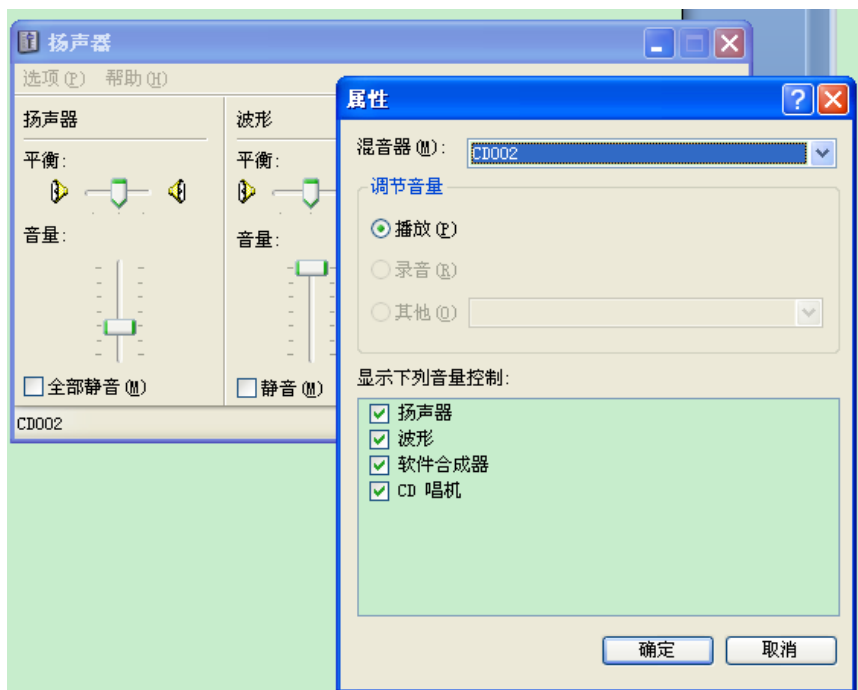 扬声器
选项(P) 帮助(H)
扬声器
平衡:
音量:
全部静音(M)
波形
平衡:
音量:
静音(M)
CD002
属性
混音器(M): CD002
调节音量
播放(P)
录音(R)
其他(O)
显示下列音量控制:
扬声器
波形
软件合成器
CD 唱机
确定 取消